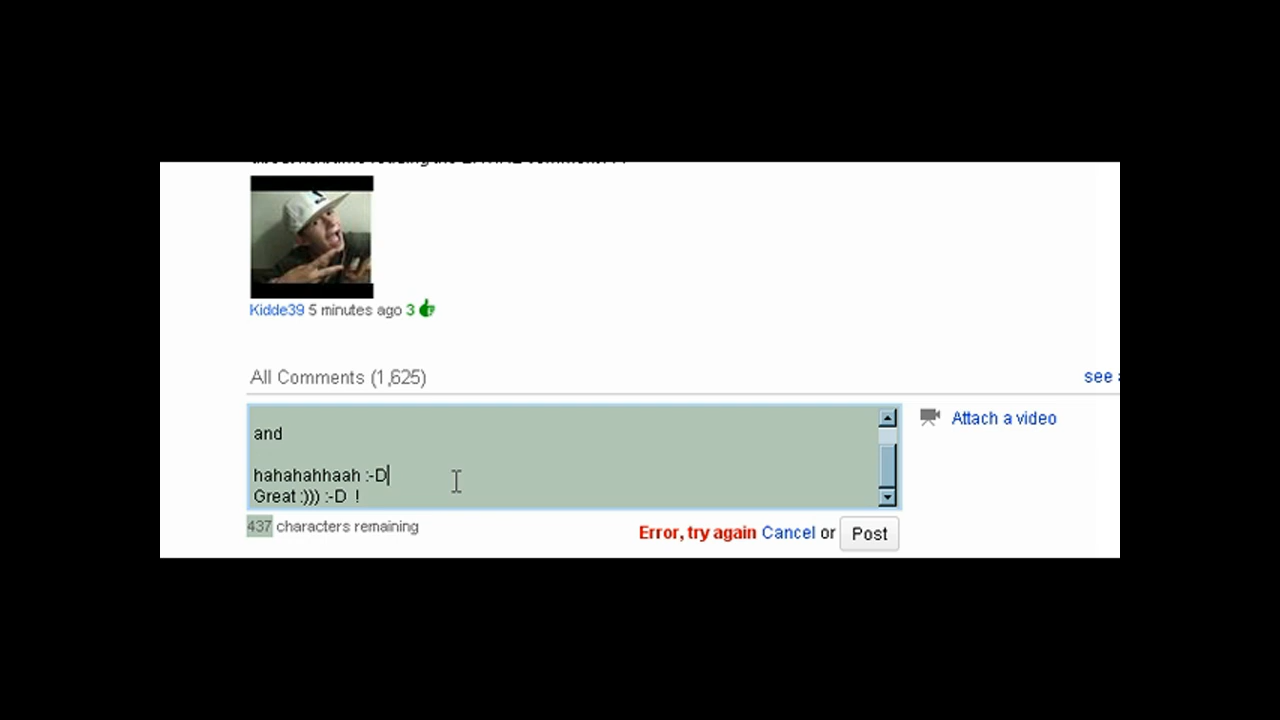 Kidde39 5 minutes ago 3
All Comments (1,625)
see
and
hahahahhaah :-D
Great :))) :-D !
Attach a video
437 characters remaining
Error, try again Cancel or Post